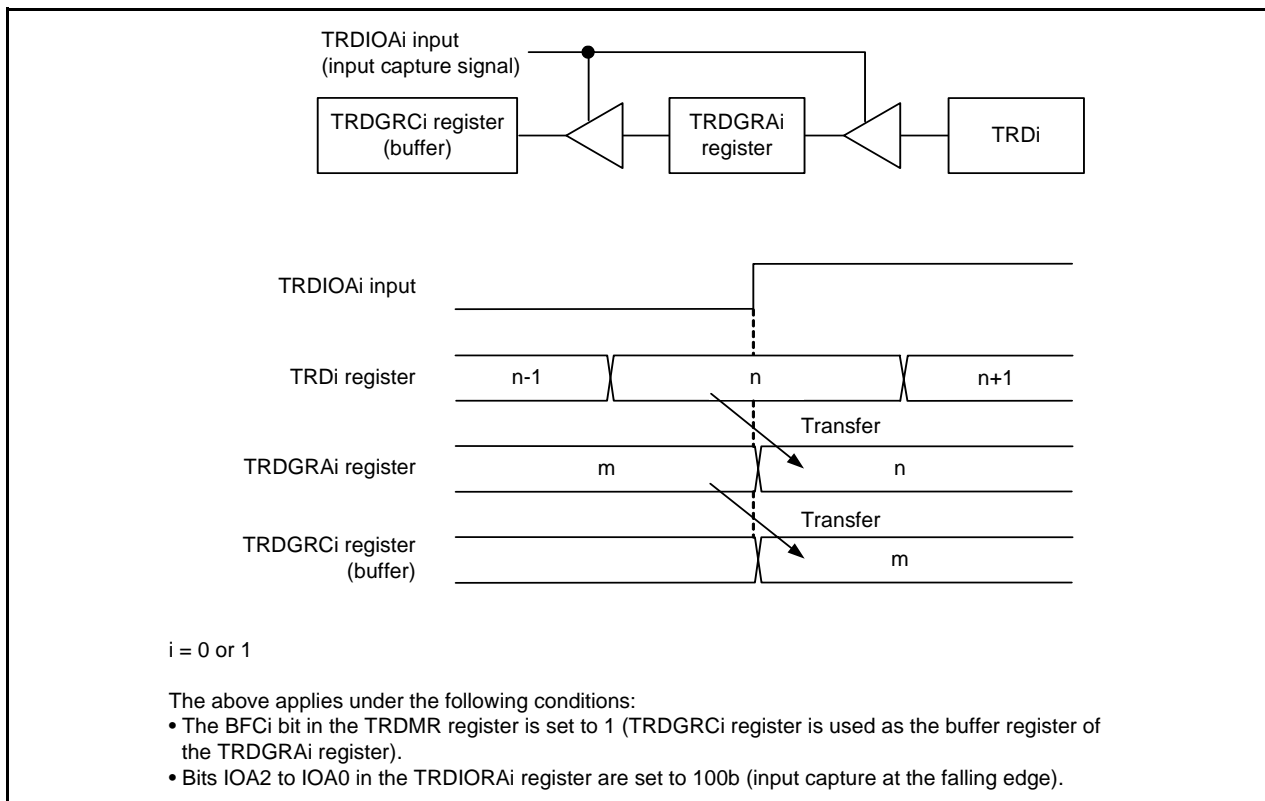 TRDIOAi input
(input capture signal)
TRDGRCi register
(buffer)
TRDGRAi
register
TRDi
TRDIOAi input
TRDi register
n-1
n
n+1
Transfer
TRDGRAi register
m
n
Transfer
TRDGRCi register
(buffer)
m
i = 0 or 1
The above applies under the following conditions:
• The BFCi bit in the TRDMR register is set to 1 (TRDGRCi register is used as the buffer register of
the TRDGRAi register).
• Bits IOA2 to IOA0 in the TRDIORAi register are set to 100b (input capture at the falling edge).